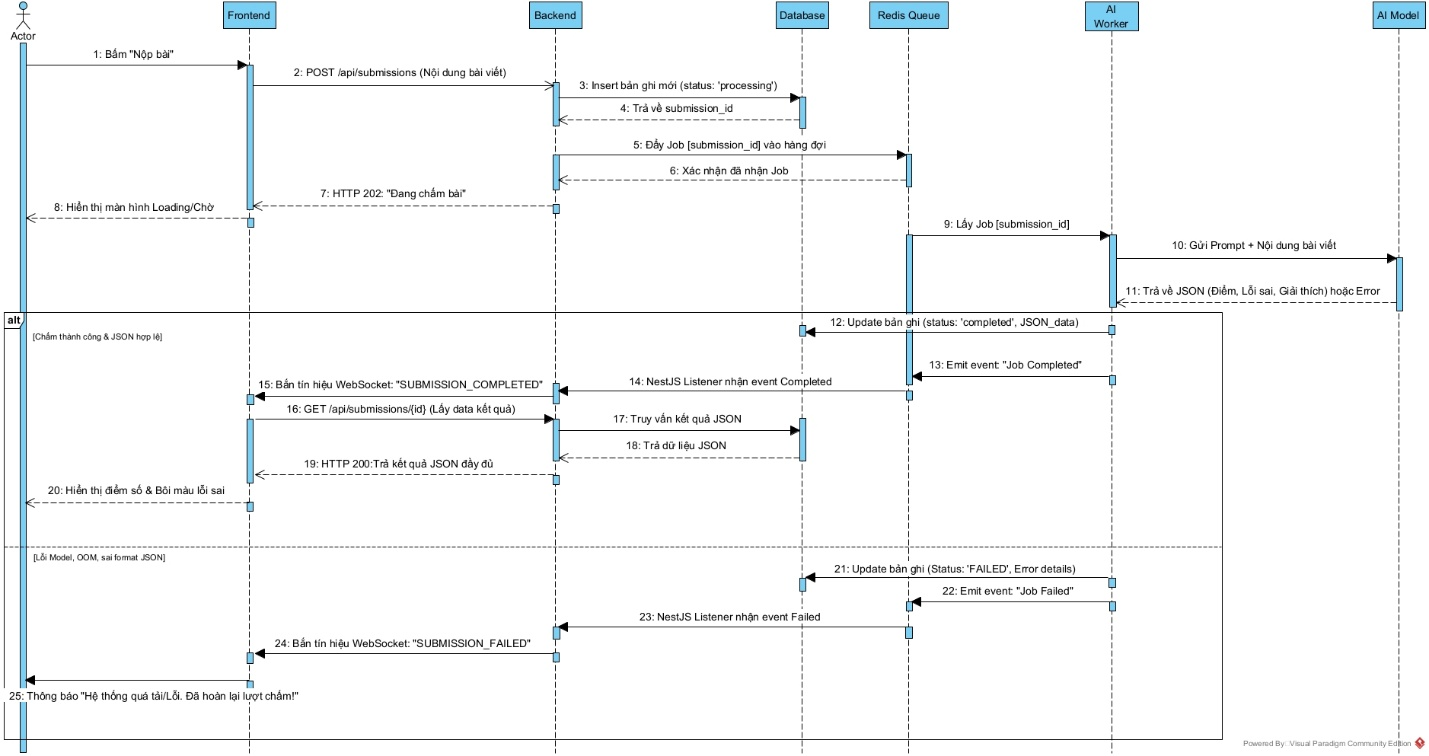 Actor
Frontend
Backend
Database
Redis Queue
AI
Worker
AI Model
1: Bấm "Nộp bài"
2: POST /api/submissions (Nội dung bài viết)
3: Insert bản ghi mới (status: 'processing')
4: Trả về submission_id
5: Đẩy Job [submission_id] vào hàng đợi
6: Xác nhận đã nhận Job
7: HTTP 202: "Đang chấm bài"
8: Hiển thị màn hình Loading/Chờ
9: Lấy Job [submission_id]
10: Gửi Prompt + Nội dung bài viết
11: Trả về JSON (Điểm, Lỗi sai, Giải thích) hoặc Error
alt
[Chấm thành công & JSON hợp lệ]
12: Update bản ghi (status: 'completed', JSON_data)
13: Emit event: "Job Completed"
14: NestJS Listener nhận event Completed
15: Bắn tín hiệu WebSocket: "SUBMISSION_COMPLETED"
16: GET /api/submissions/{id} (Lấy data kết quả)
17: Truy vấn kết quả JSON
18: Trả dữ liệu JSON
19: HTTP 200:Trả kết quả JSON đầy đủ
20: Hiển thị điểm số & Bôi màu lỗi sai
[Lỗi Model, OOM, sai format JSON]
21: Update bản ghi (Status: 'FAILED', Error details)
22: Emit event: "Job Failed"
23: NestJS Listener nhận event Failed
24: Bắn tín hiệu WebSocket: "SUBMISSION_FAILED"
25: Thông báo "Hệ thống quá tải/Lỗi. Đã hoàn lại lượt chấm!"
Powered By: Visual Paradigm Community Edition